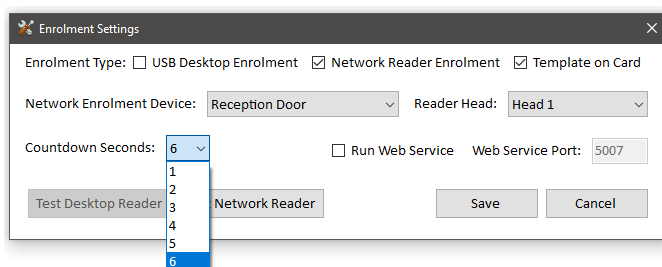 Enrolment Settings
Enrolment Type: USB Desktop Enrolment Network Reader Enrolment Template on Card
Network Enrolment Device: Reception Door Reader Head: Head 1
Countdown Seconds: 6 Run Web Service Web Service Port: 5007
1
2
Test Desktop Reader 3 Network Reader Save Cancel
4
5
6